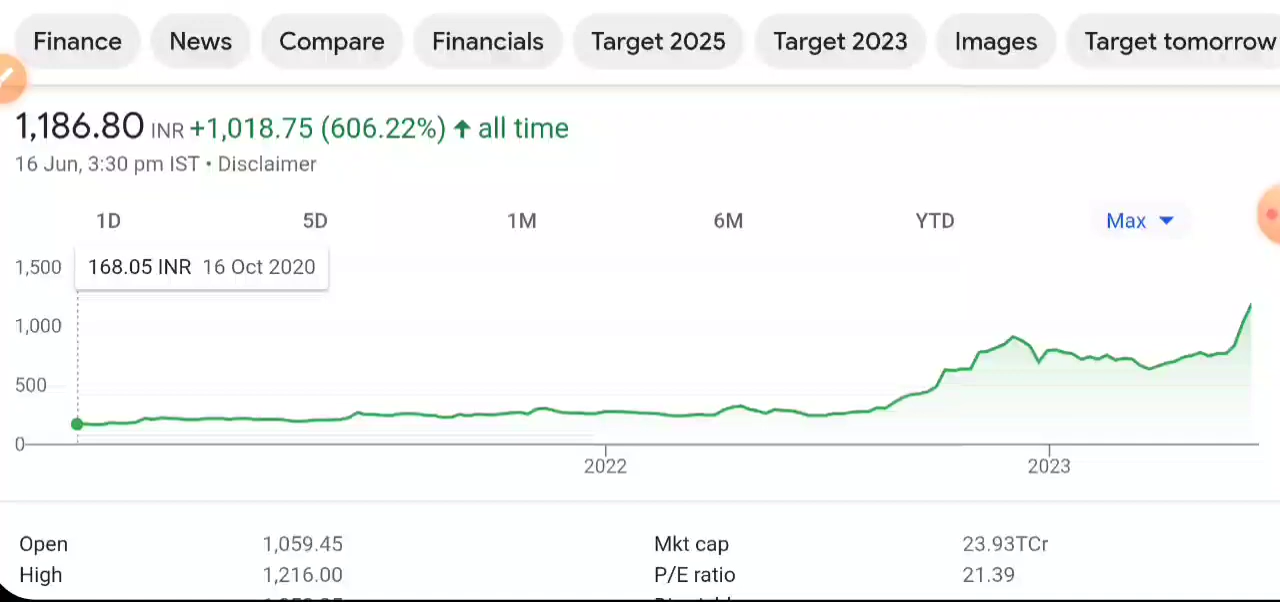 Finance News Compare Financials Target 2025 Target 2023 Images Target tomorrow
1,186.80 INR +1,018.75 (606.22%) ↑ all time
16 Jun, 3:30 pm IST • Disclaimer
1D 5D 1M 6M YTD Max
168.05 INR 16 Oct 2020
1,500
1,000
500
0
2022 2023
Open 1,059.45 Mkt cap 23.93TCr
High 1,216.00 P/E ratio 21.39